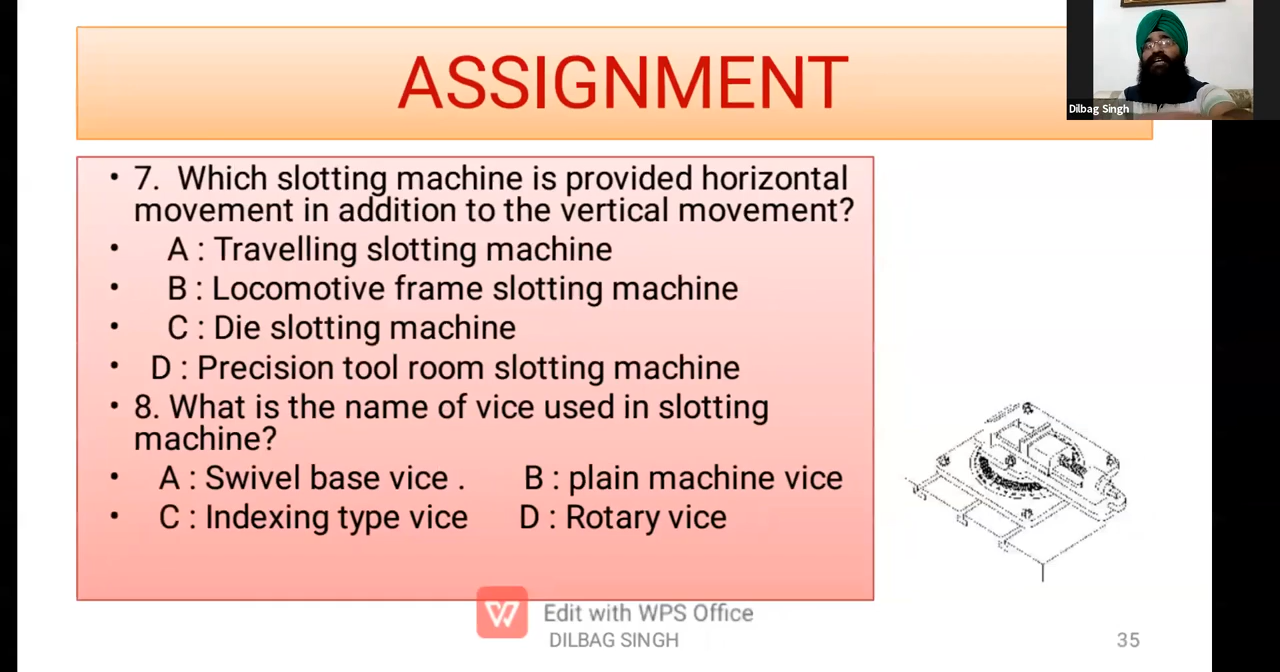 ASSIGNMENT
Dilbag Singh
• 7. Which slotting machine is provided horizontal
movement in addition to the vertical movement?
• A : Travelling slotting machine
• B : Locomotive frame slotting machine
• C : Die slotting machine
• D : Precision tool room slotting machine
• 8. What is the name of vice used in slotting
machine?
• A : Swivel base vice . B : plain machine vice
• C : Indexing type vice D : Rotary vice
Edit with WPS Office
DILBAG SINGH
35